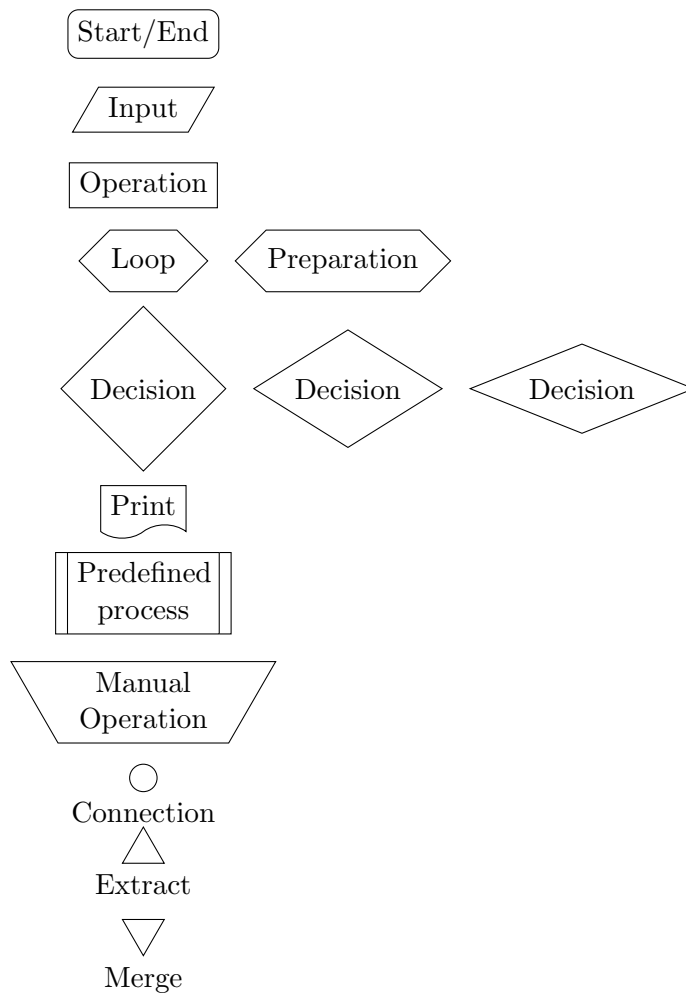 Start/End
Input
Operation
Loop
Preparation
Decision
Decision
Decision
Print
Predefined
process
Manual
Operation
Connection
Extract
Merge